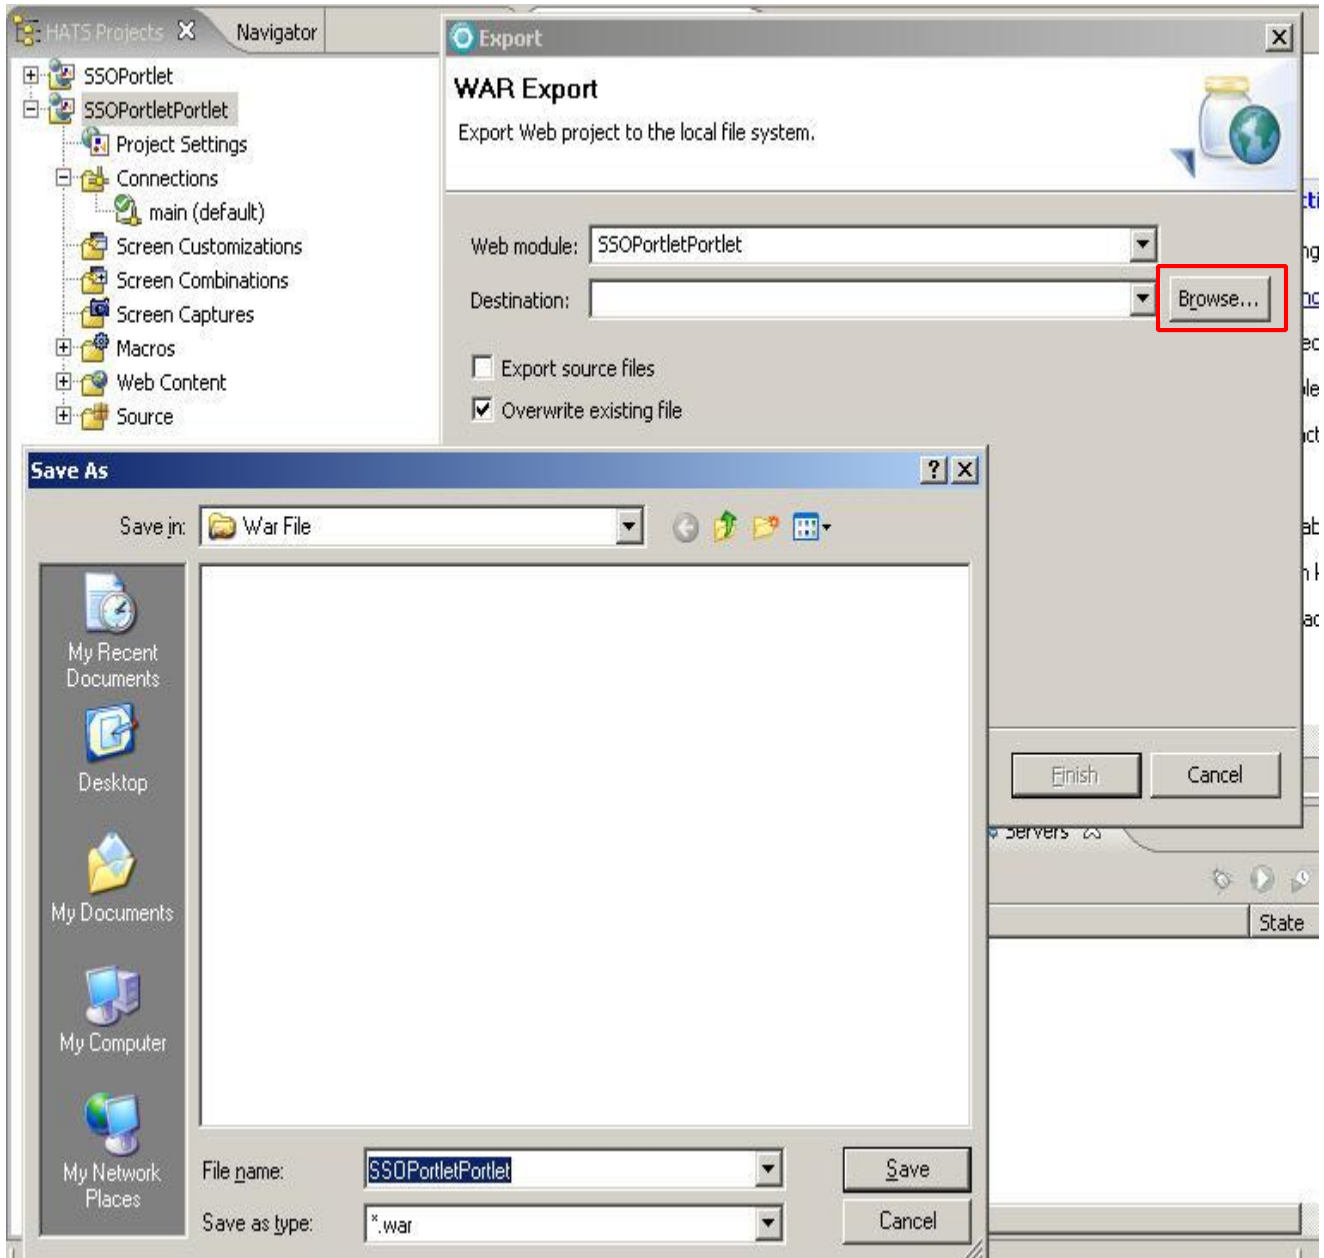 HATS Projects
Navigator
SSOPortlet
SSOPortletPortlet
Project Settings
Connections
main (default)
Screen Customizations
Screen Combinations
Screen Captures
Macros
Web Content
Source
Export
WAR Export
Export Web project to the local file system.
Web module: SSOPortletPortlet
Destination:
Browse...
Export source files
Overwrite existing file
Finish
Cancel
Servers
State
Save As
Save in: War File
My Recent
Documents
Desktop
My Documents
My Computer
My Network
Places
File name: SSOPortletPortlet
Save
Save as type: *.war
Cancel